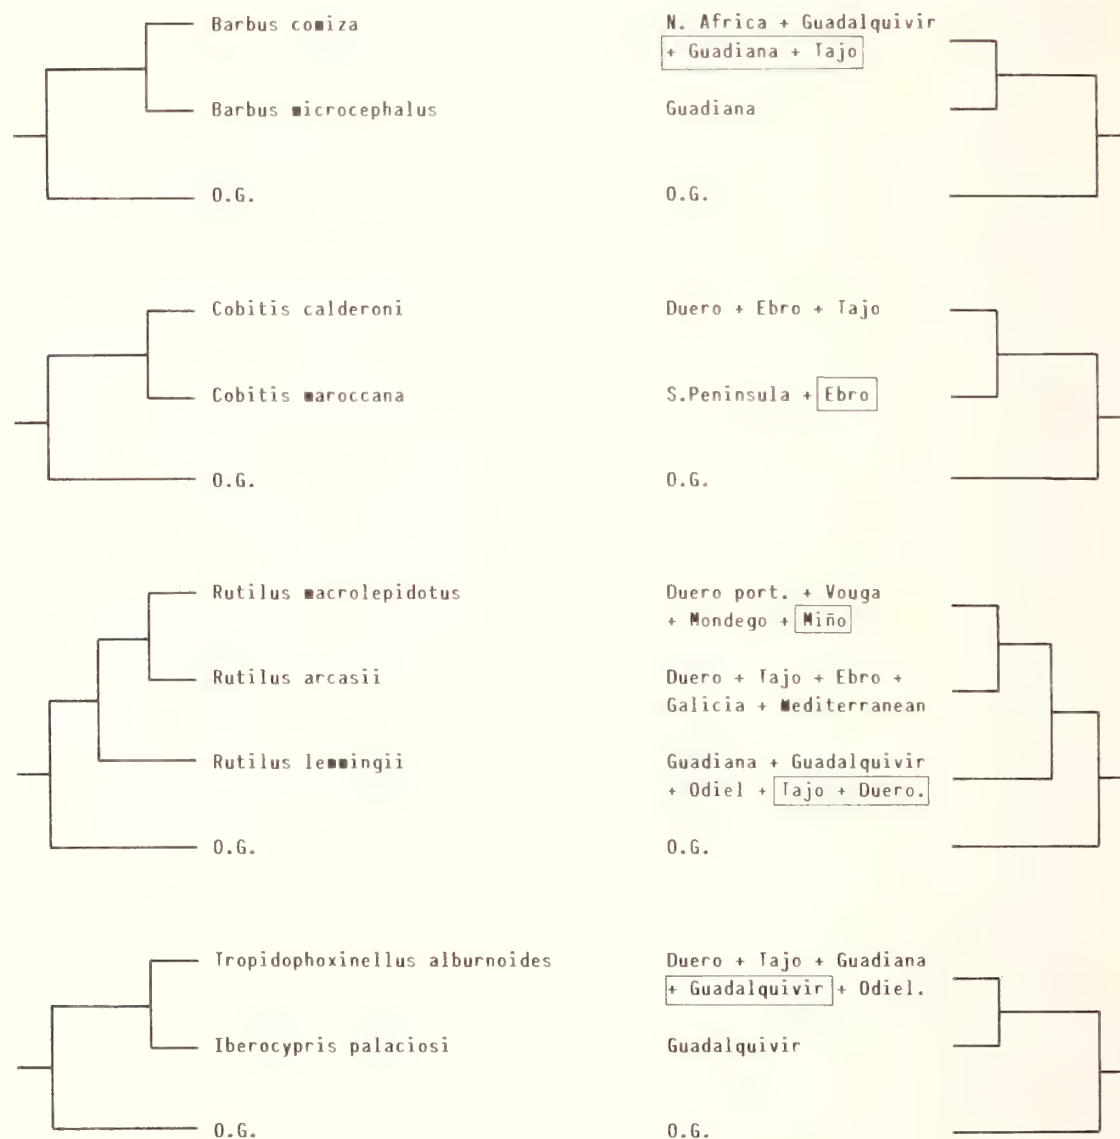 Barbus comiza
N. Africa + Guadalquivir
+ Guadiana + Tajo
Barbus microcephalus
Guadiana
O.G.
O.G.
Cobitis calderoni
Duero + Ebro + Tajo
Cobitis maroccana
S.Peninsula + Ebro
O.G.
O.G.
Rutilus macrolepidotus
Duero port. + Vouga
+ Mondego + Miño
Rutilus arcasii
Duero + Tajo + Ebro +
Galicia + Mediterranean
Rutilus lemmingii
Guadiana + Guadalquivir
+ Odiel + Tajo + Duero.
O.G.
O.G.
Tropidophoxinellus alburnoides
Duero + Tajo + Guadiana
+ Guadalquivir + Odiel.
Iberocypris palaciosi
Guadalquivir
O.G.
O.G.